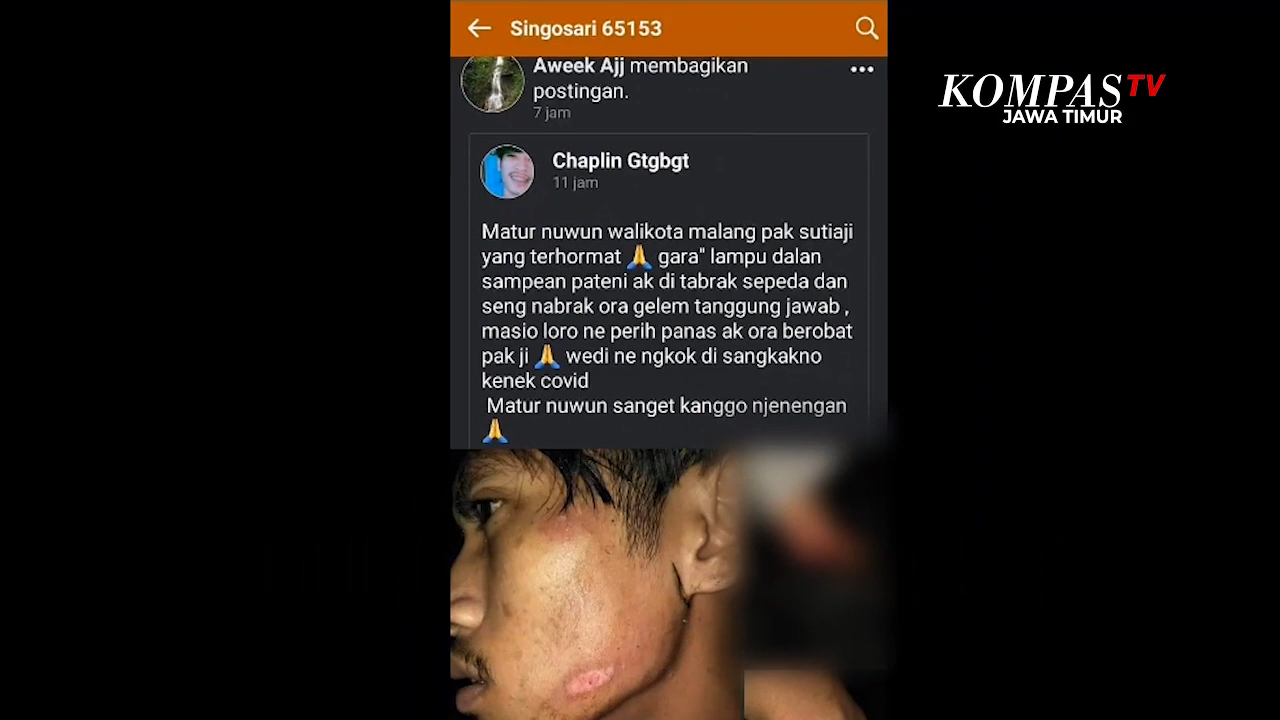 Singosari 65153
Aweek Ajj membagikan
postingan.
7 jam
KOMPAS TV
JAWA TIMUR
Chaplin Gtgbgt
11 jam
Matur nuwun walikota malang pak sutiaji
yang terhormat 🙏 gara" lampu dalan
sampean pateni ak di tabrak sepeda dan
seng nabrak ora gelem tanggung jawab ,
masio loro ne perih panas ak ora berobat
pak ji 🙏 wedi ne ngkok di sangkakno
kenek covid
Matur nuwun sanget kanggo njenengan
🙏